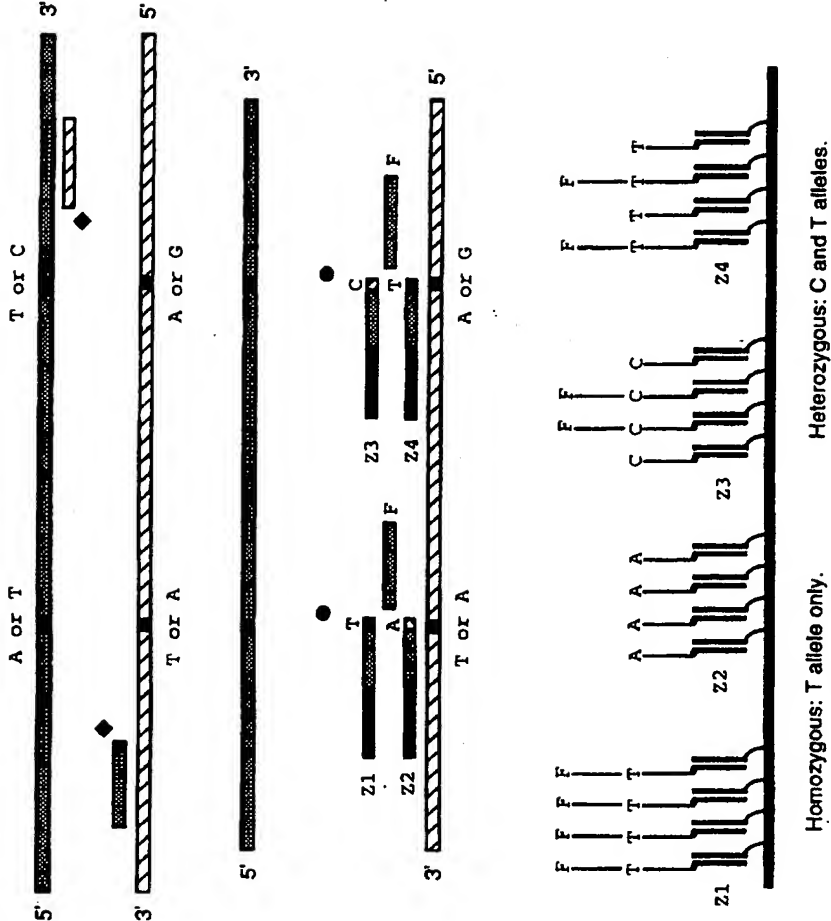 A or T T or C
5' 3'
3' 5'
T or A A or G
5' 3'
T C
Z1 F Z3 F
A T
Z2 Z4
3' 5'
T or A A or G
F F F F F F F F
T T T T A A A A C C C C T T T T
Z1 Z2 Z3 Z4
Homozygous: T allele only. Heterozygous: C and T alleles.